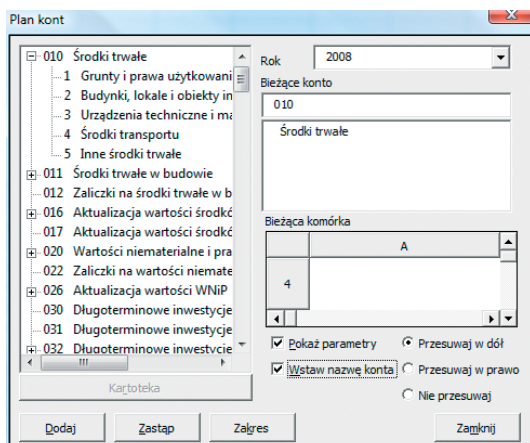 Plan kont
010 Środki trwałe
1 Grunty i prawa użytkowani
2 Budynki, lokale i obiekty in
3 Urządzenia techniczne i ma
4 Środki transportu
5 Inne środki trwałe
011 Środki trwałe w budowie
012 Zaliczki na środki trwałe w b
016 Aktualizacja wartości środkó
017 Aktualizacja wartości środkó
020 Wartości niematerialne i pra
022 Zaliczki na wartości niemate
026 Aktualizacja wartości WNiP
030 Długoterminowe inwestycje
031 Długoterminowe inwestycje
032 Długoterminowe inwestycje
Kartoteka
Rok 2008
Bieżące konto
010
Środki trwałe
Bieżąca komórka
A
4
Pokaż parametry
Przesuwaj w dół
Wstaw nazwę konta
Przesuwaj w prawo
Nie przesuwaj
Dodaj Zastąp Zakres Zamknij